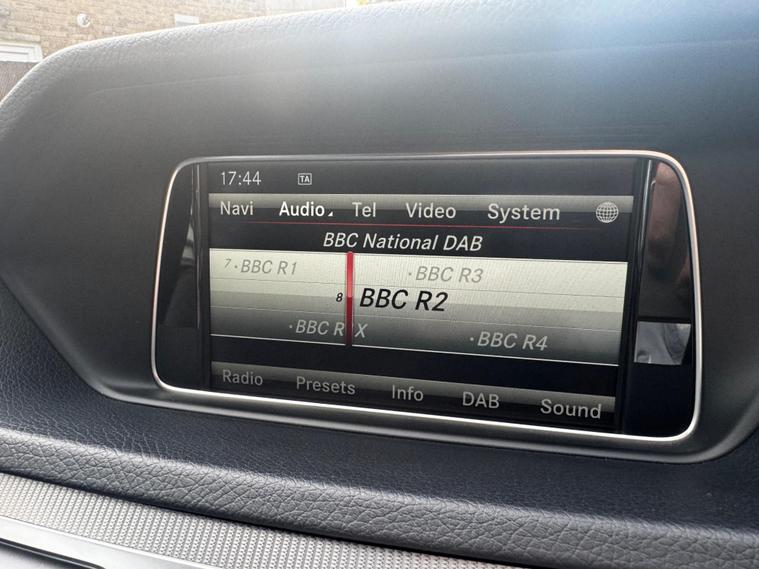 17:44 TA
Navi Audio Tel Video System
BBC National DAB
7 •BBC R1 •BBC R3
8 BBC R2
•BBC R X •BBC R4
Radio Presets Info DAB Sound